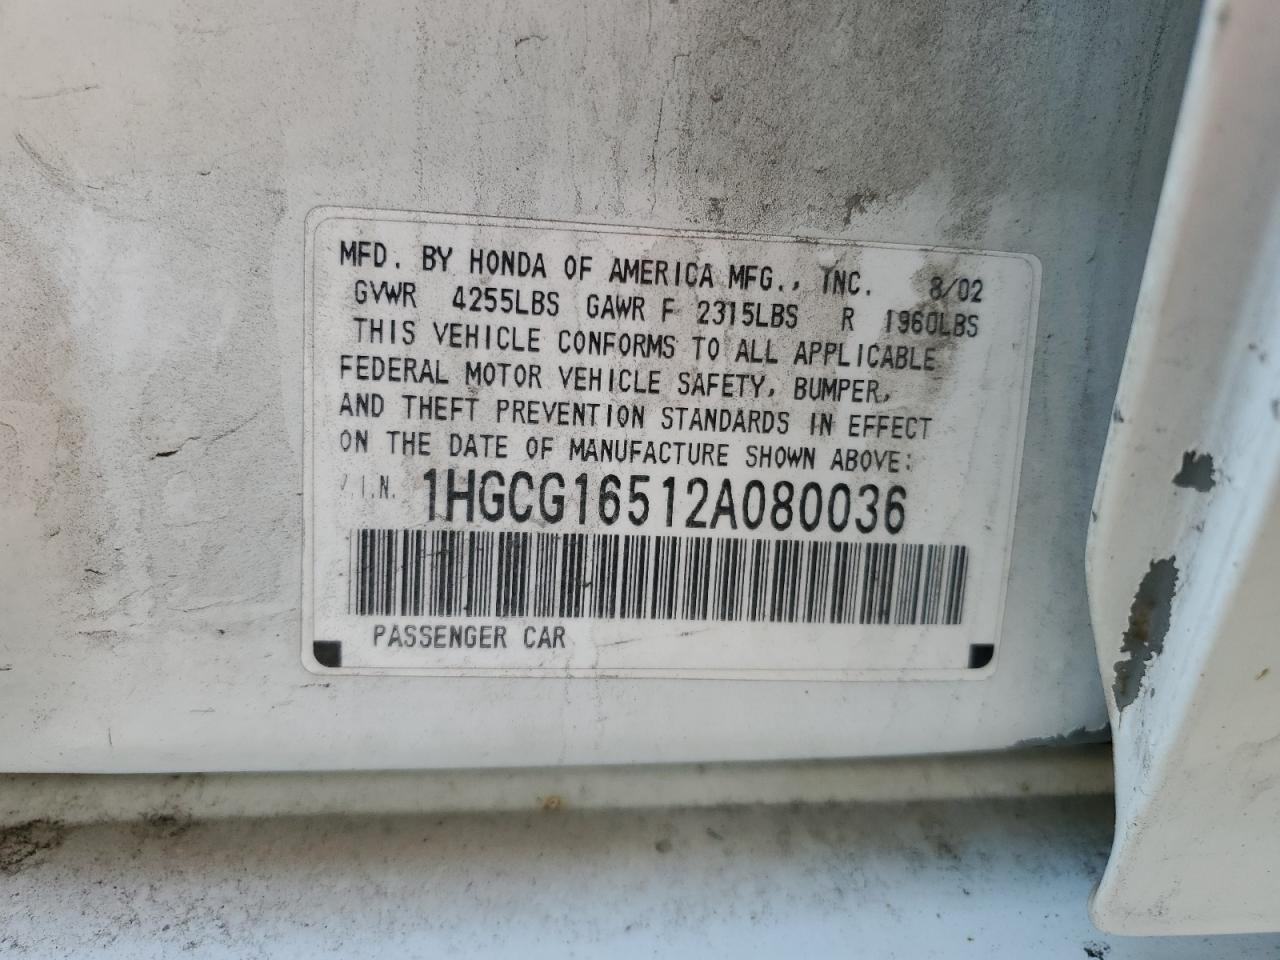 MFD. BY HONDA OF AMERICA MFG., INC. 8/02
GVWR 4255LBS GAWR F 2315LBS R 1960LBS
THIS VEHICLE CONFORMS TO ALL APPLICABLE
FEDERAL MOTOR VEHICLE SAFETY, BUMPER,
AND THEFT PREVENTION STANDARDS IN EFFECT
ON THE DATE OF MANUFACTURE SHOWN ABOVE:
V.I.N. 1HGCG16512A080036
PASSENGER CAR